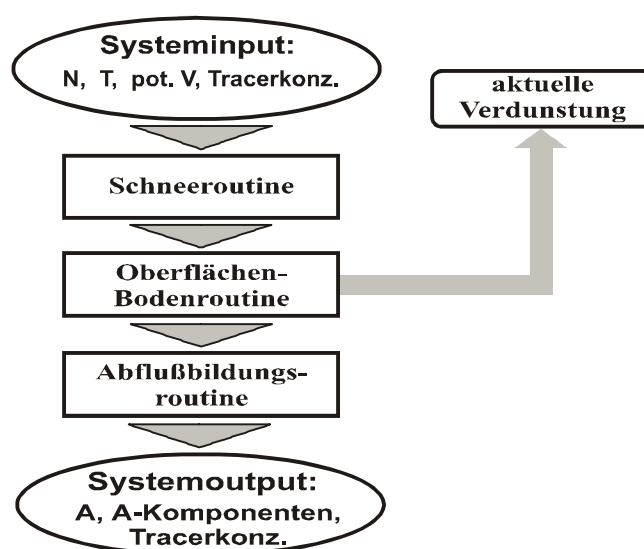 Systeminput:
N, T, pot. V, Tracerkonz.
aktuelle
Verdunstung
Schneeroutine
Oberflächen-
Bodenroutine
Abflußbildungs-
routine
Systemoutput:
A, A-Komponenten,
Tracerkonz.